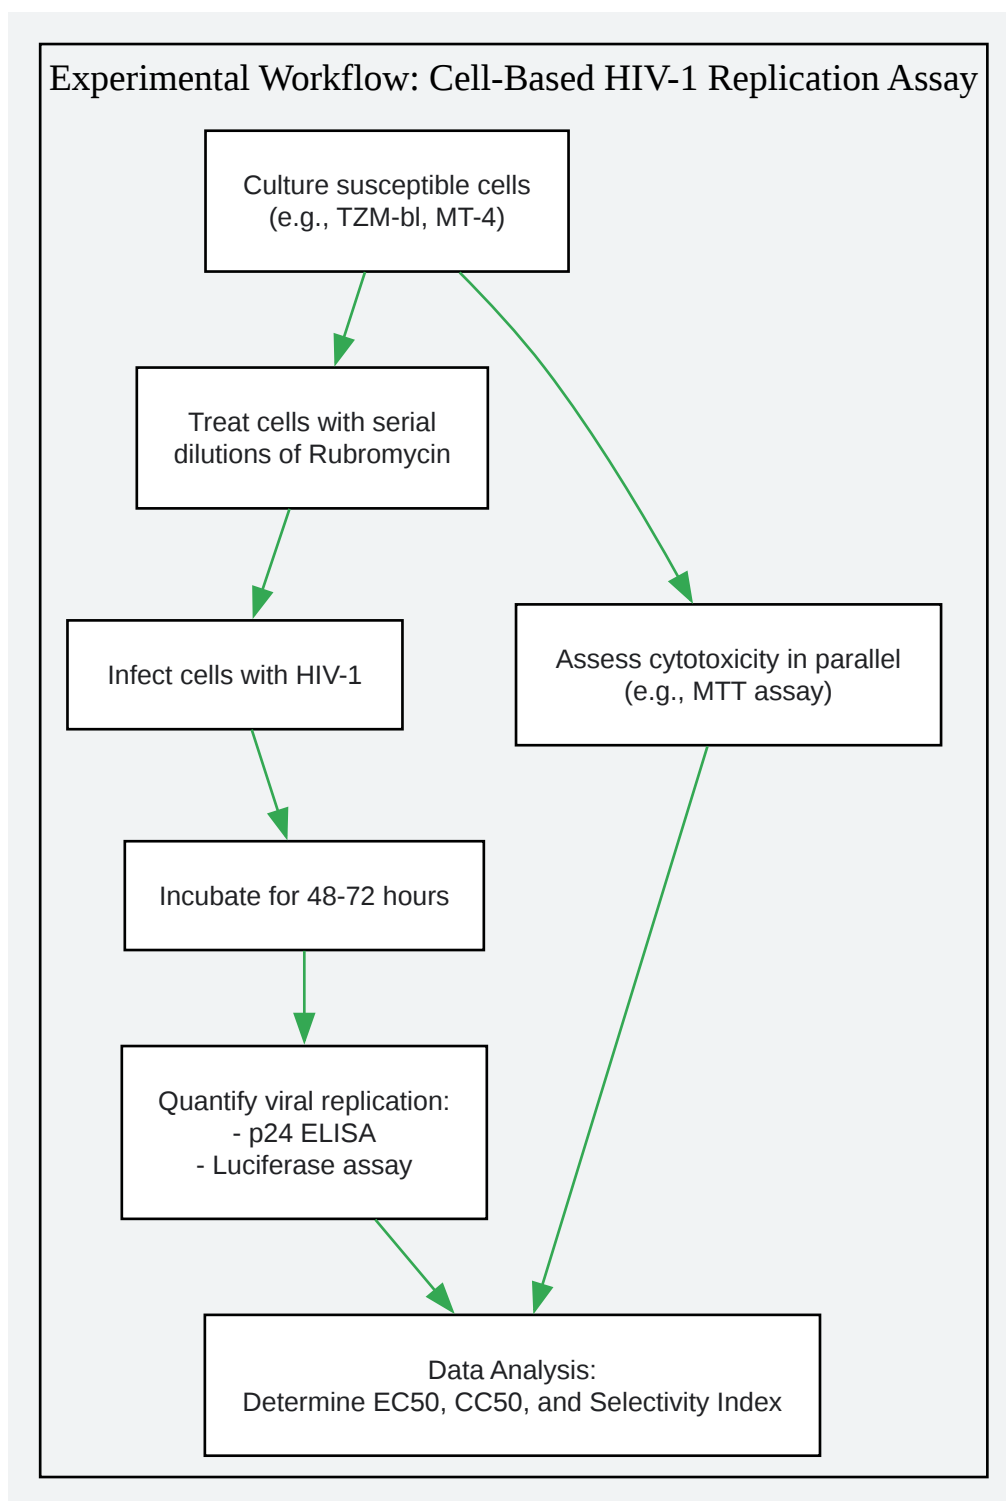 Experimental Workflow: Cell-Based HIV-1 Replication Assay
Culture susceptible cells
(e.g., TZM-bl, MT-4)
Treat cells with serial
dilutions of Rubromycin
Infect cells with HIV-1
Assess cytotoxicity in parallel
(e.g., MTT assay)
Incubate for 48-72 hours
Quantify viral replication:
- p24 ELISA
- Luciferase assay
Data Analysis:
Determine EC50, CC50, and Selectivity Index